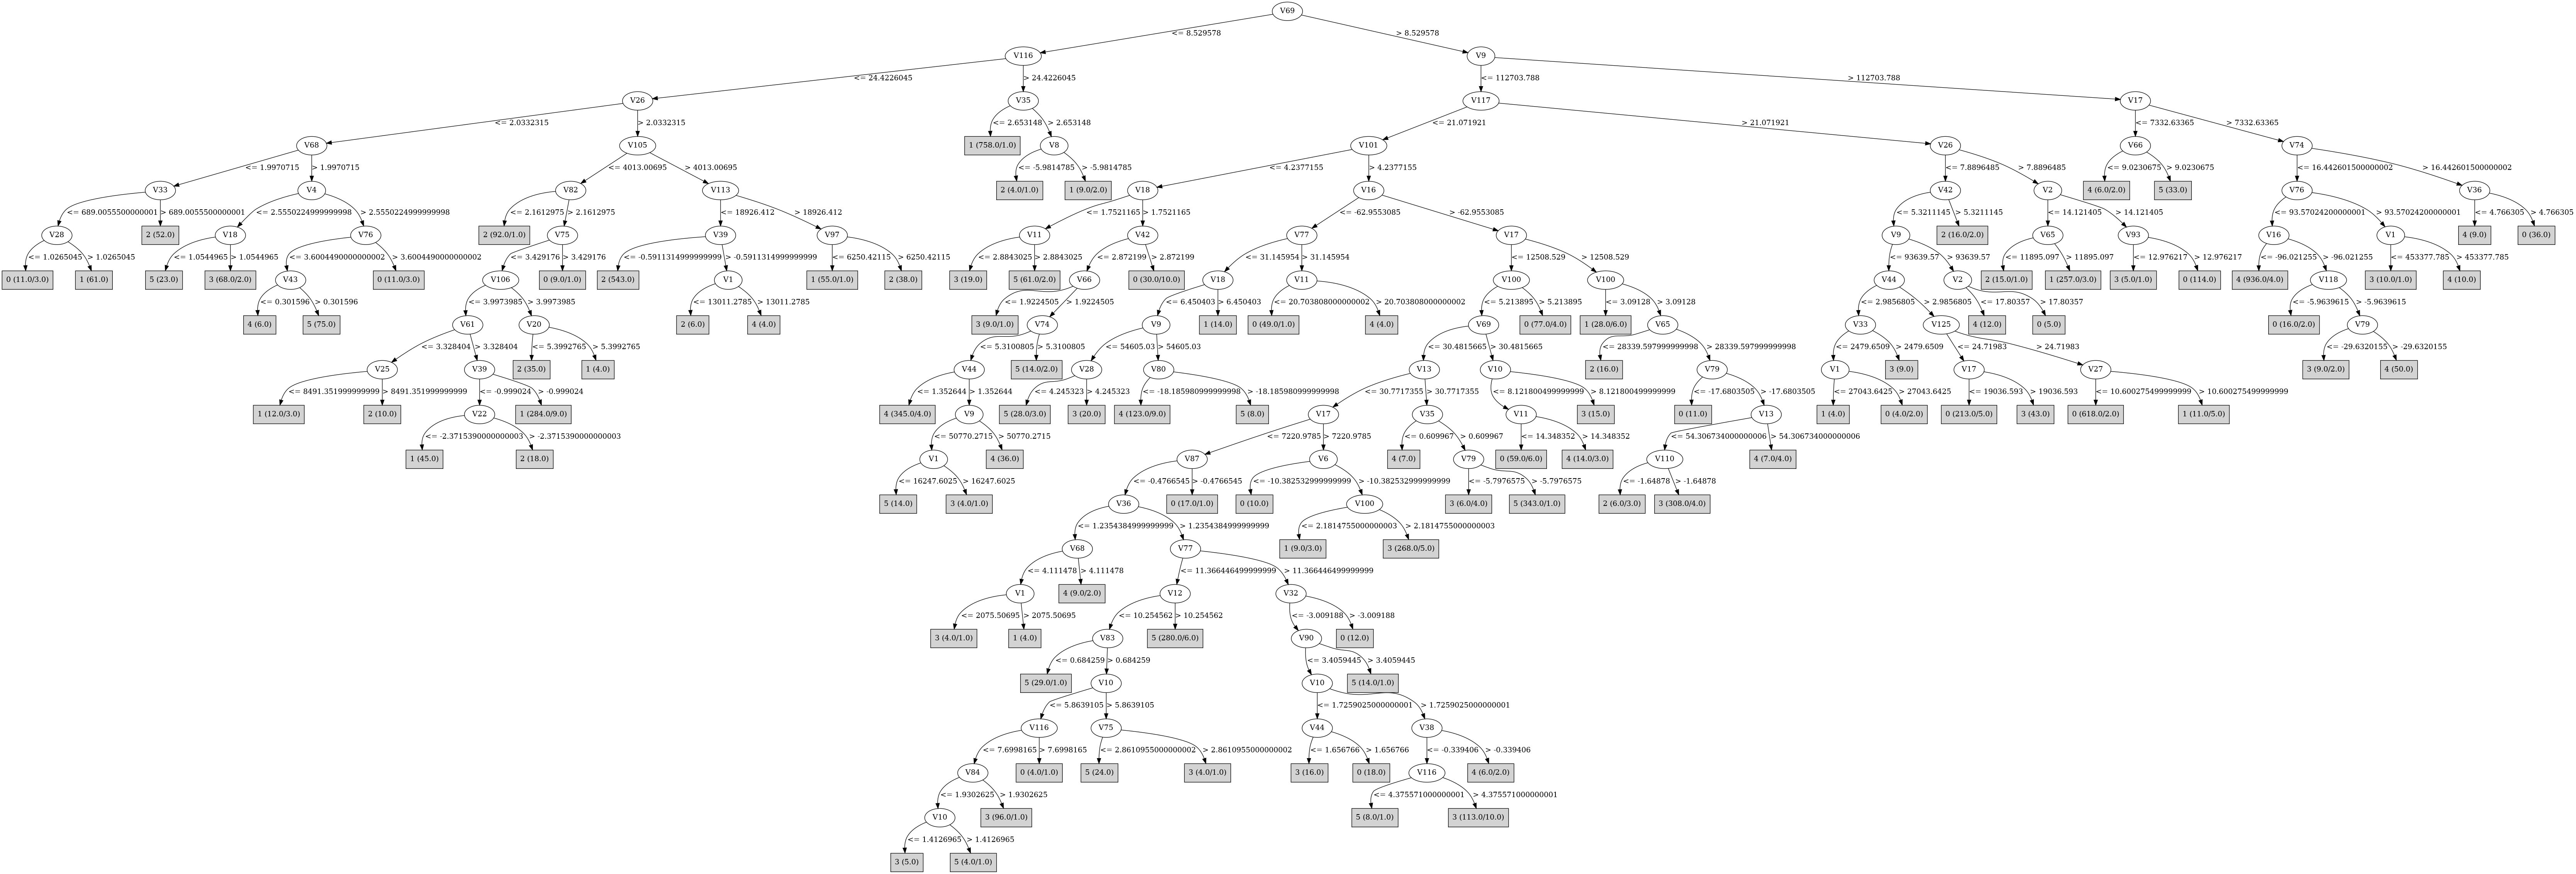 V69
<= 8.529578 > 8.529578
V116 V9
<= 24.4226045 > 24.4226045 <= 112703.788 > 112703.788
V26 V35 V117 V17
<= 2.0332315 > 2.0332315 <= 2.653148 > 2.653148 <= 21.071921 > 21.071921 <= 7332.63365 > 7332.63365
V68 V105 1 (758.0/1.0) V8 V101 V26 V66 V74
<= 1.9970715 > 1.9970715 <= 4013.00695 > 4013.00695 <= -5.9814785 > -5.9814785 <= 4.2377155 > 4.2377155 <= 7.8896485 > 7.8896485 <= 9.0230675 > 9.0230675 <= 16.442601500000002 > 16.442601500000002
V33 V4 V82 V113 2 (4.0/1.0) 1 (9.0/2.0) V18 V16 V42 V2 4 (6.0/2.0) 5 (33.0) V76 V36
<= 689.0055500000001 > 689.0055500000001 <= 2.5550224999999998 > 2.5550224999999998 <= 2.1612975 > 2.1612975 <= 18926.412 > 18926.412 <= 1.7521165 > 1.7521165 <= -62.9553085 > -62.9553085 <= 5.3211145 > 5.3211145 <= 14.121405 > 14.121405 <= 93.57024200000001 > 93.57024200000001 <= 4.766305 > 4.766305
V28 2 (52.0) V18 V76 2 (92.0/1.0) V75 V39 V97 V11 V42 V77 V17 V9 2 (16.0/2.0) V65 V93 V16 V1 4 (9.0) 0 (36.0)
<= 1.0265045 > 1.0265045 <= 1.0544965 > 1.0544965 <= 3.6004490000000002 > 3.6004490000000002 <= 3.429176 > 3.429176 <= -0.5911314999999999 > -0.5911314999999999 <= 6250.42115 > 6250.42115 <= 2.8843025 > 2.8843025 <= 2.872199 > 2.872199 <= 31.145954 > 31.145954 <= 12508.529 > 12508.529 <= 93639.57 > 93639.57 <= 11895.097 > 11895.097 <= 12.976217 > 12.976217 <= -96.021255 > -96.021255 <= 453377.785 > 453377.785
0 (11.0/3.0) 1 (61.0) 5 (23.0) 3 (68.0/2.0) V43 0 (11.0/3.0) V106 0 (9.0/1.0) 2 (543.0) V1 1 (55.0/1.0) 2 (38.0) 3 (19.0) 5 (61.0/2.0) V66 0 (30.0/10.0) V18 V11 V100 V100 V44 V2 2 (15.0/1.0) 1 (257.0/3.0) 3 (5.0/1.0) 0 (114.0) 4 (936.0/4.0) V118 3 (10.0/1.0) 4 (10.0)
<= 0.301596 > 0.301596 <= 3.9973985 > 3.9973985 <= 13011.2785 > 13011.2785 <= 1.9224505 > 1.9224505 <= 6.450403 > 6.450403 <= 20.703808000000002 > 20.703808000000002 <= 5.213895 > 5.213895 <= 3.09128 > 3.09128 <= 2.9856805 > 2.9856805 <= 17.80357 > 17.80357 <= -5.9639615 > -5.9639615
4 (6.0) 5 (75.0) V61 V20 2 (6.0) 4 (4.0) 3 (9.0/1.0) V74 V9 1 (14.0) 0 (49.0/1.0) 4 (4.0) V69 0 (77.0/4.0) 1 (28.0/6.0) V65 V33 V125 4 (12.0) 0 (5.0) 0 (16.0/2.0) V79
<= 3.328404 > 3.328404 <= 5.3992765 > 5.3992765 <= 5.3100805 > 5.3100805 <= 54605.03 > 54605.03 <= 30.4815665 > 30.4815665 <= 28339.597999999998 > 28339.597999999998 <= 2479.6509 > 2479.6509 <= 24.71983 > 24.71983 <= -29.6320155 > -29.6320155
V25 V39 2 (35.0) 1 (4.0) V44 5 (14.0/2.0) V28 V80 V13 V10 2 (16.0) V79 V1 3 (9.0) V17 V27 3 (9.0/2.0) 4 (50.0)
<= 8491.351999999999 > 8491.351999999999 <= -0.999024 > -0.999024 <= 1.352644 > 1.352644 <= 4.245323 > 4.245323 <= -18.185980999999998 > -18.185980999999998 <= 30.7717355 > 30.7717355 <= 8.121800499999999 > 8.121800499999999 <= -17.6803505 > -17.6803505 <= 27043.6425 > 27043.6425 <= 19036.593 > 19036.593 <= 10.600275499999999 > 10.600275499999999
1 (12.0/3.0) 2 (10.0) V22 1 (284.0/9.0) 4 (345.0/4.0) V9 5 (28.0/3.0) 3 (20.0) 4 (123.0/9.0) 5 (8.0) V17 V35 V11 3 (15.0) 0 (11.0) V13 1 (4.0) 0 (4.0/2.0) 0 (213.0/5.0) 3 (43.0) 0 (618.0/2.0) 1 (11.0/5.0)
<= -2.3715390000000003 > -2.3715390000000003 <= 50770.2715 > 50770.2715 <= 7220.9785 > 7220.9785 <= 0.609967 > 0.609967 <= 14.348352 > 14.348352 <= 54.306734000000006 > 54.306734000000006
1 (45.0) 2 (18.0) V1 4 (36.0) V87 V6 4 (7.0) V79 0 (59.0/6.0) 4 (14.0/3.0) V110 4 (7.0/4.0)
<= 16247.6025 > 16247.6025 <= -0.4766545 > -0.4766545 <= -10.382532999999999 > -10.382532999999999 <= -5.7976575 > -5.7976575 <= -1.64878 > -1.64878
5 (14.0) 3 (4.0/1.0) V36 0 (17.0/1.0) 0 (10.0) V100 3 (6.0/4.0) 5 (343.0/1.0) 2 (6.0/3.0) 3 (308.0/4.0)
<= 1.2354384999999999 > 1.2354384999999999 <= 2.1814755000000003 > 2.1814755000000003
V68 V77 1 (9.0/3.0) 3 (268.0/5.0)
<= 4.111478 > 4.111478 <= 11.366446499999999 > 11.366446499999999
V1 4 (9.0/2.0) V12 V32
<= 2075.50695 > 2075.50695 <= 10.254562 > 10.254562 <= -3.009188 > -3.009188
3 (4.0/1.0) 1 (4.0) V83 5 (280.0/6.0) V90 0 (12.0)
<= 0.684259 > 0.684259 <= 3.4059445 > 3.4059445
5 (29.0/1.0) V10 V10 5 (14.0/1.0)
<= 5.8639105 > 5.8639105 <= 1.7259025000000001 > 1.7259025000000001
V116 V75 V44 V38
<= 7.6998165 > 7.6998165 <= 2.8610955000000002 > 2.8610955000000002 <= 1.656766 > 1.656766 <= -0.339406 > -0.339406
V84 0 (4.0/1.0) 5 (24.0) 3 (4.0/1.0) 3 (16.0) 0 (18.0) V116 4 (6.0/2.0)
<= 1.9302625 > 1.9302625 <= 4.375571000000001 > 4.375571000000001
V10 3 (96.0/1.0) 5 (8.0/1.0) 3 (113.0/10.0)
<= 1.4126965 > 1.4126965
3 (5.0) 5 (4.0/1.0)